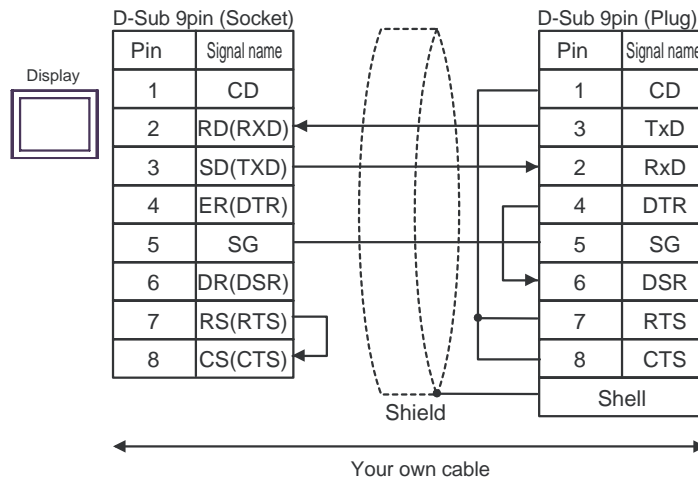 D-Sub 9pin (Socket) D-Sub 9pin (Plug)
Pin Signal name Pin Signal name
Display
1 CD 1 CD
2 RD(RXD) 3 TxD
3 SD(TXD) 2 RxD
4 ER(DTR) 4 DTR
5 SG 5 SG
6 DR(DSR) 6 DSR
7 RS(RTS) 7 RTS
8 CS(CTS) 8 CTS
Shell
Shield
Your own cable